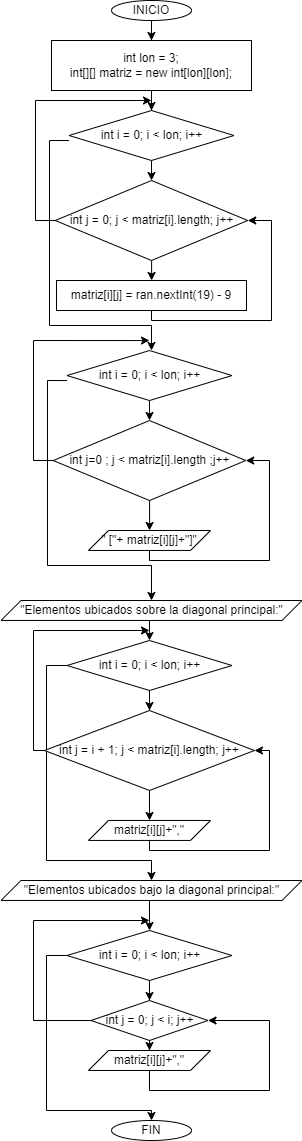 INICIO
int lon = 3;
int[][] matriz = new int[lon][lon];
int i = 0; i < lon; i++
int j = 0; j < matriz[i].length; j++
matriz[i][j] = ran.nextInt(19) - 9
int i = 0; i < lon; i++
int j=0 ; j < matriz[i].length ;j++
" ["+ matriz[i][j]+"]"
"Elementos ubicados sobre la diagonal principal:"
int i = 0; i < lon; i++
int j = i + 1; j < matriz[i].length; j++
matriz[i][j]+","
"Elementos ubicados bajo la diagonal principal:"
int i = 0; i < lon; i++
int j = 0; j < i; j++
matriz[i][j]+","
FIN